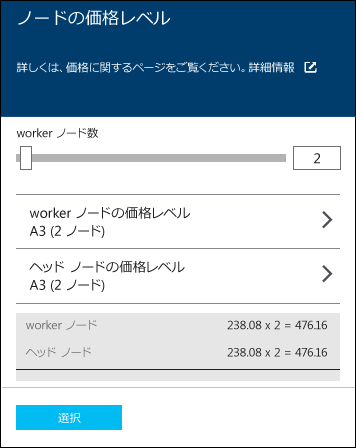 ノードの価格レベル
詳しくは、価格に関するページをご覧ください。詳細情報
worker ノード数
2
worker ノードの価格レベル
A3 (2 ノード)
ヘッド ノードの価格レベル
A3 (2 ノード)
worker ノード 238.08 x 2 = 476.16
ヘッド ノード 238.08 x 2 = 476.16
選択